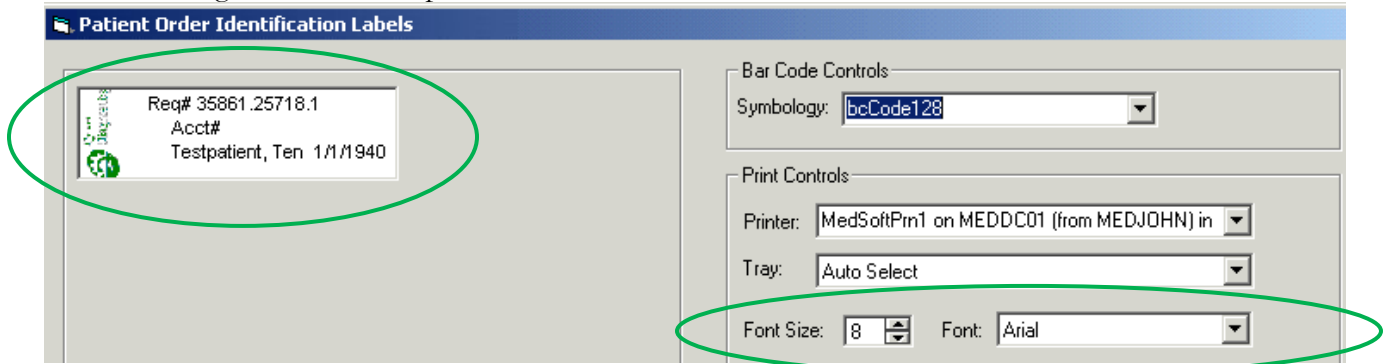 Patient Order Identification Labels
Req# 35861.25718.1
Acct#
Testpatient, Ten 1/1/1940
Bar Code Controls
Symbology: bcCode128
Print Controls
Printer: MedSoftPrn1 on MEDDC01 (from MEDJOHN) in
Tray: Auto Select
Font Size: 8 Font: Arial